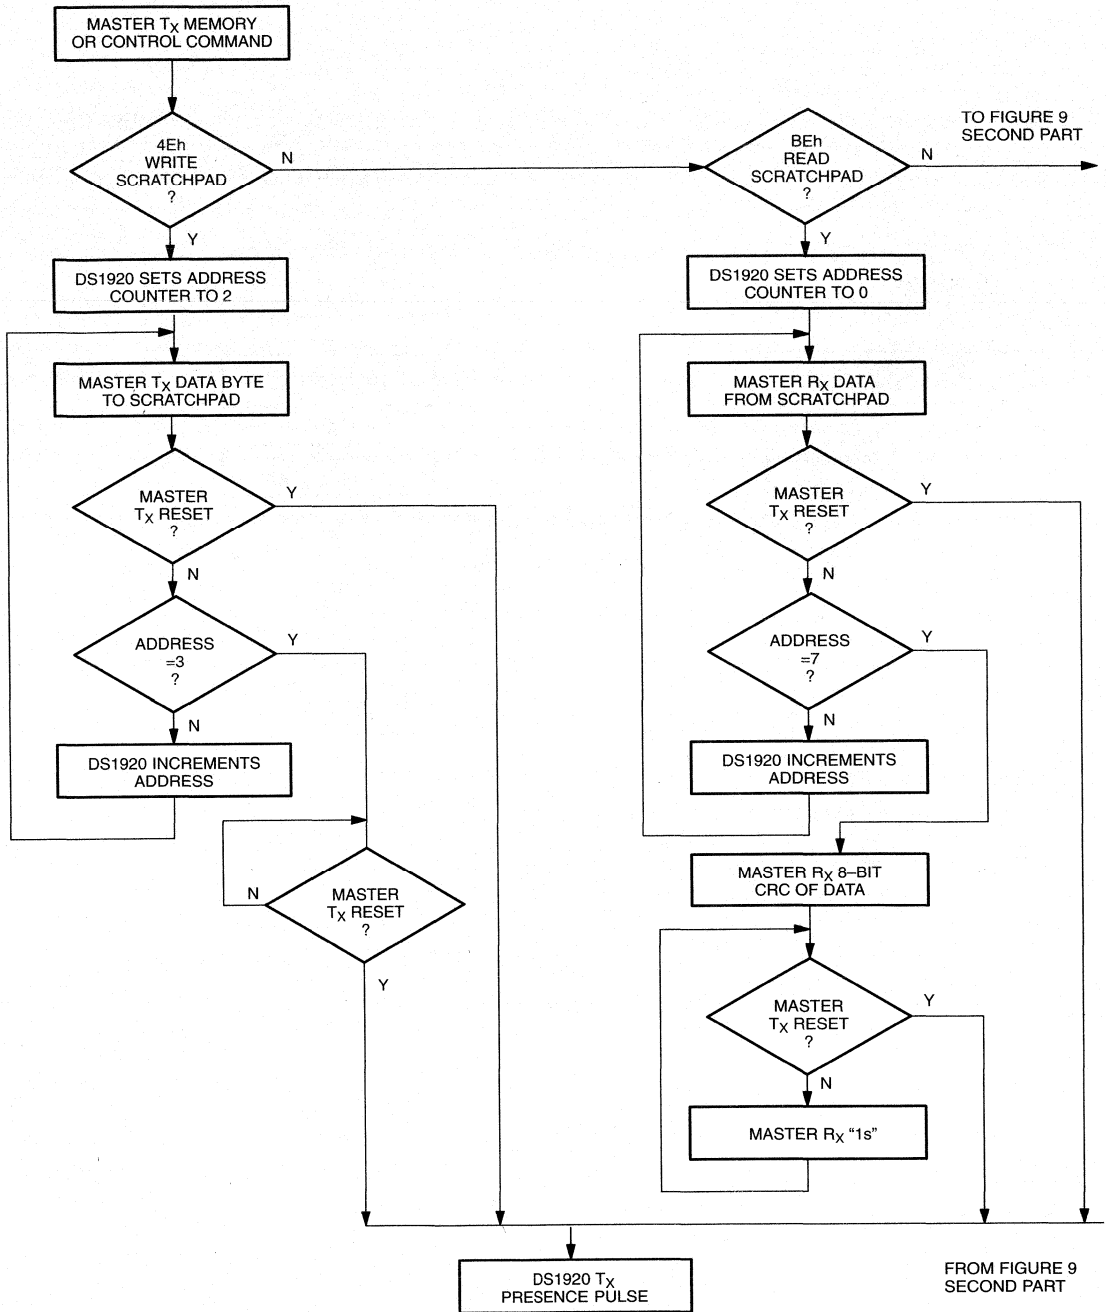 MASTER TX MEMORY
OR CONTROL COMMAND
4Eh
WRITE
SCRATCHPAD
?
N
Y
BEh
READ
SCRATCHPAD
?
N
Y
TO FIGURE 9
SECOND PART
DS1920 SETS ADDRESS
COUNTER TO 2
MASTER TX DATA BYTE
TO SCRATCHPAD
MASTER
TX RESET
?
Y
N
ADDRESS
=3
?
Y
N
DS1920 INCREMENTS
ADDRESS
MASTER
TX RESET
?
N
Y
DS1920 SETS ADDRESS
COUNTER TO 0
MASTER RX DATA
FROM SCRATCHPAD
MASTER
TX RESET
?
Y
N
ADDRESS
=7
?
Y
N
DS1920 INCREMENTS
ADDRESS
MASTER RX 8–BIT
CRC OF DATA
MASTER
TX RESET
?
Y
N
MASTER RX “1s”
DS1920 TX
PRESENCE PULSE
FROM FIGURE 9
SECOND PART